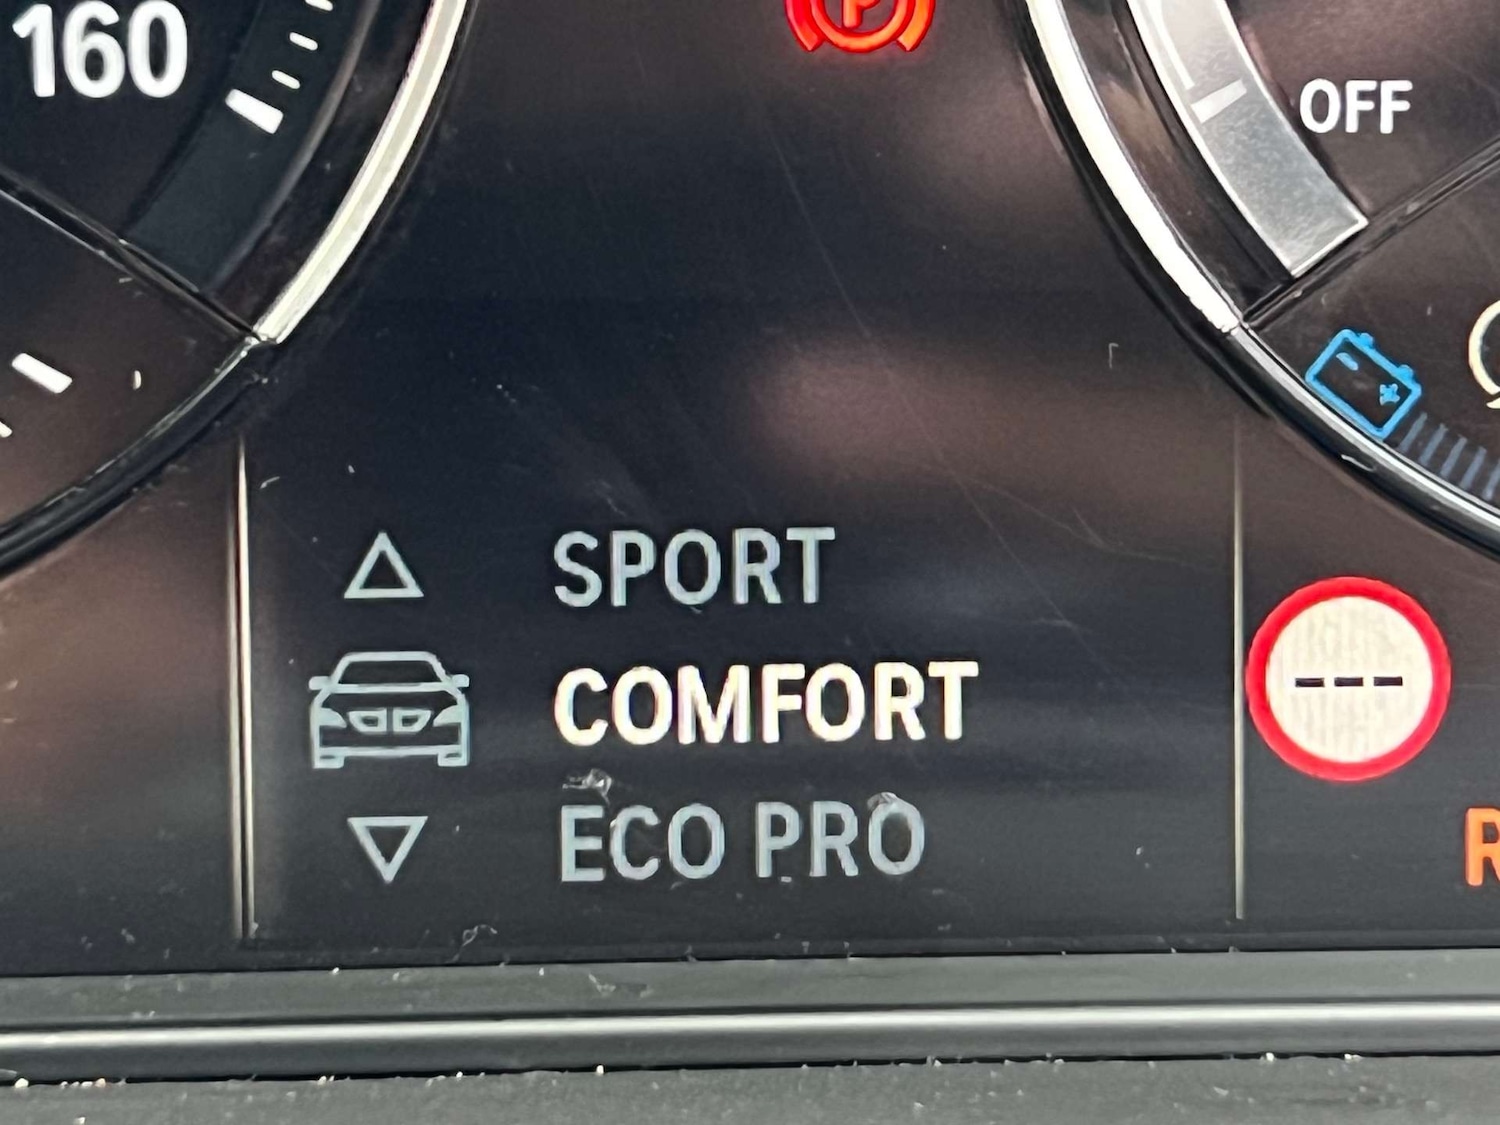 160
P
OFF
SPORT
COMFORT
---
ECO PRO
R